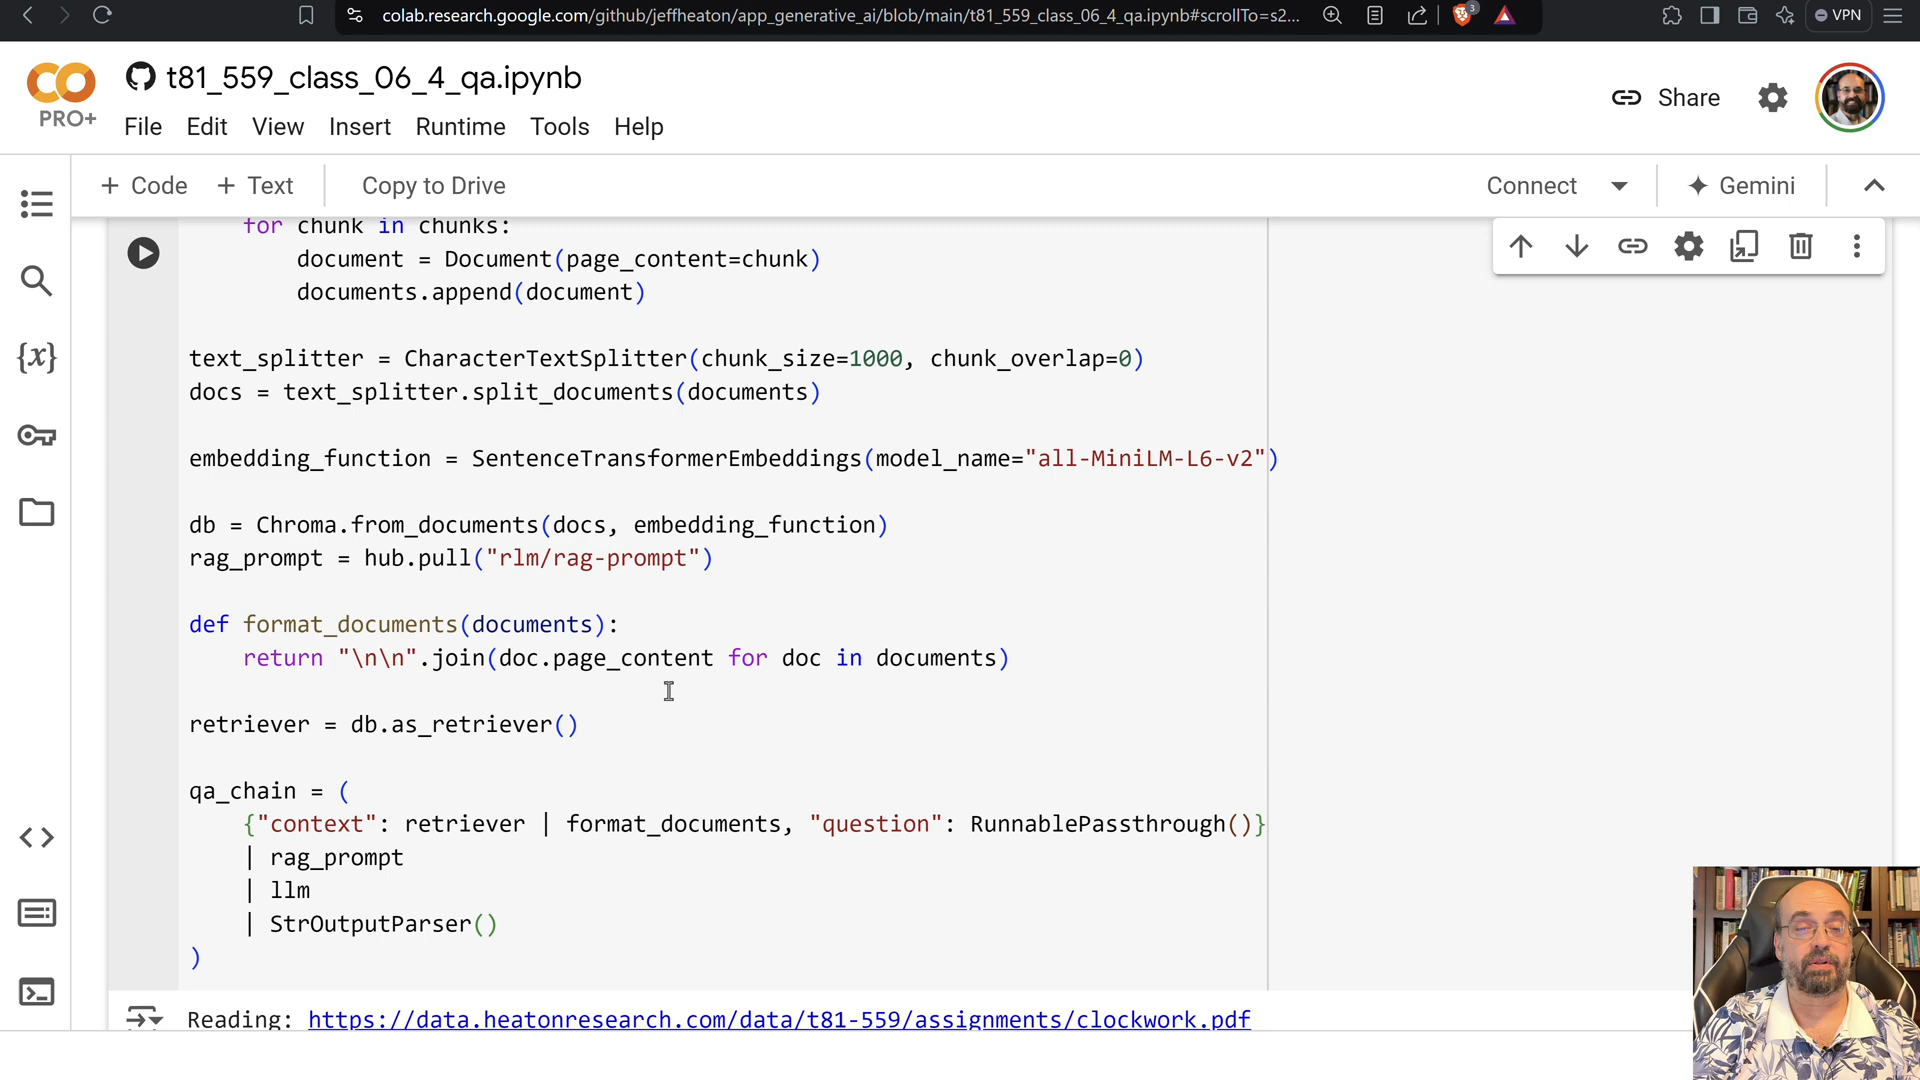 colab.research.google.com/github/jeffheaton/app_generative_ai/blob/main/t81_559_class_06_4_qa.ipynb#scrollTo=s2...
3
VPN
PRO+
t81_559_class_06_4_qa.ipynb
Share
File Edit View Insert Runtime Tools Help
+ Code + Text Copy to Drive Connect Gemini
for chunk in chunks:
document = Document(page_content=chunk)
documents.append(document)
text_splitter = CharacterTextSplitter(chunk_size=1000, chunk_overlap=0)
docs = text_splitter.split_documents(documents)
embedding_function = SentenceTransformerEmbeddings(model_name="all-MiniLM-L6-v2")
db = Chroma.from_documents(docs, embedding_function)
rag_prompt = hub.pull("rlm/rag-prompt")
def format_documents(documents):
return "\n\n".join(doc.page_content for doc in documents)
retriever = db.as_retriever()
qa_chain = (
{"context": retriever | format_documents, "question": RunnablePassthrough()}
| rag_prompt
| llm
| StrOutputParser()
)
Reading: https://data.heatonresearch.com/data/t81-559/assignments/clockwork.pdf